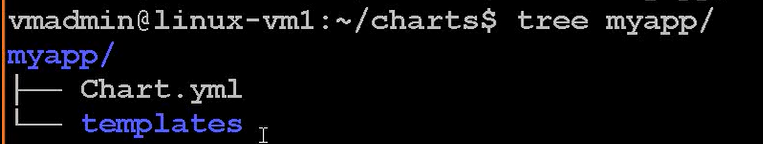 vmadmin@linux-vm1:~/charts$ tree myapp/
myapp/
├── Chart.yml
└── templates